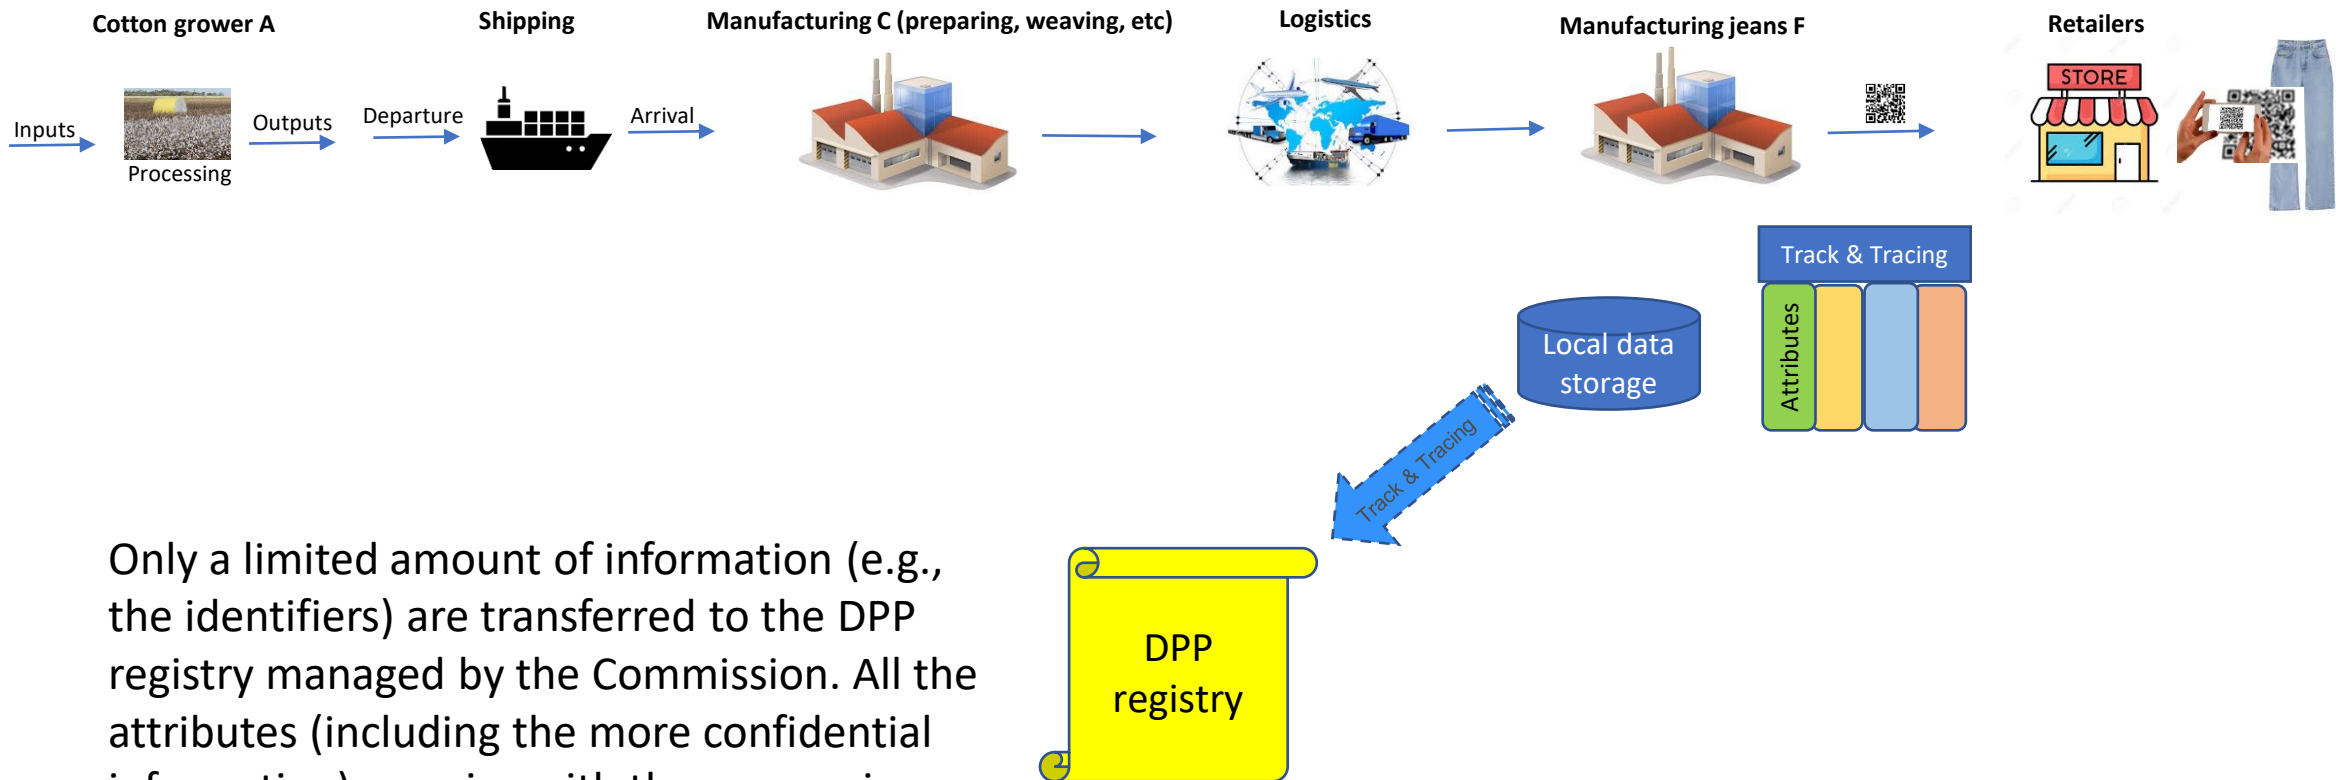 Cotton grower A
Shipping
Manufacturing C (preparing, weaving, etc)
Logistics
Manufacturing jeans F
Retailers
Inputs
Processing
Outputs
Departure
Arrival
STORE
Track & Tracing
Attributes
Local data
storage
Track & Tracing
DPP
registry
Only a limited amount of information (e.g.,
the identifiers) are transferred to the DPP
registry managed by the Commission. All the
attributes (including the more confidential